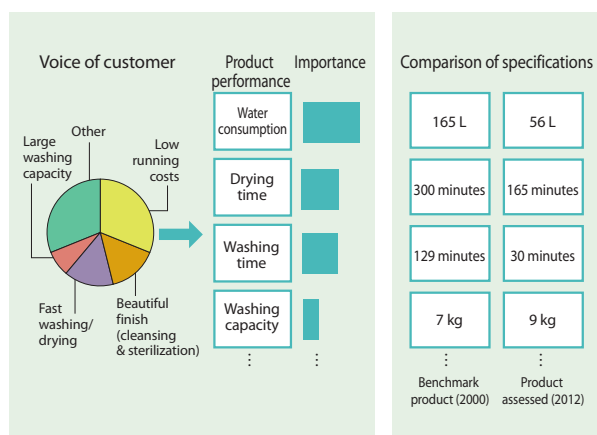 Voice of customer
Product
performance
Importance
Comparison of specifications
Other
Large
washing
capacity
Low
running
costs
Fast
washing/
drying
Beautiful
finish
(cleansing
& sterilization)
Water
consumption
165 L
56 L
Drying
time
300 minutes
165 minutes
Washing
time
129 minutes
30 minutes
Washing
capacity
7 kg
9 kg
Benchmark
product (2000)
Product
assessed (2012)